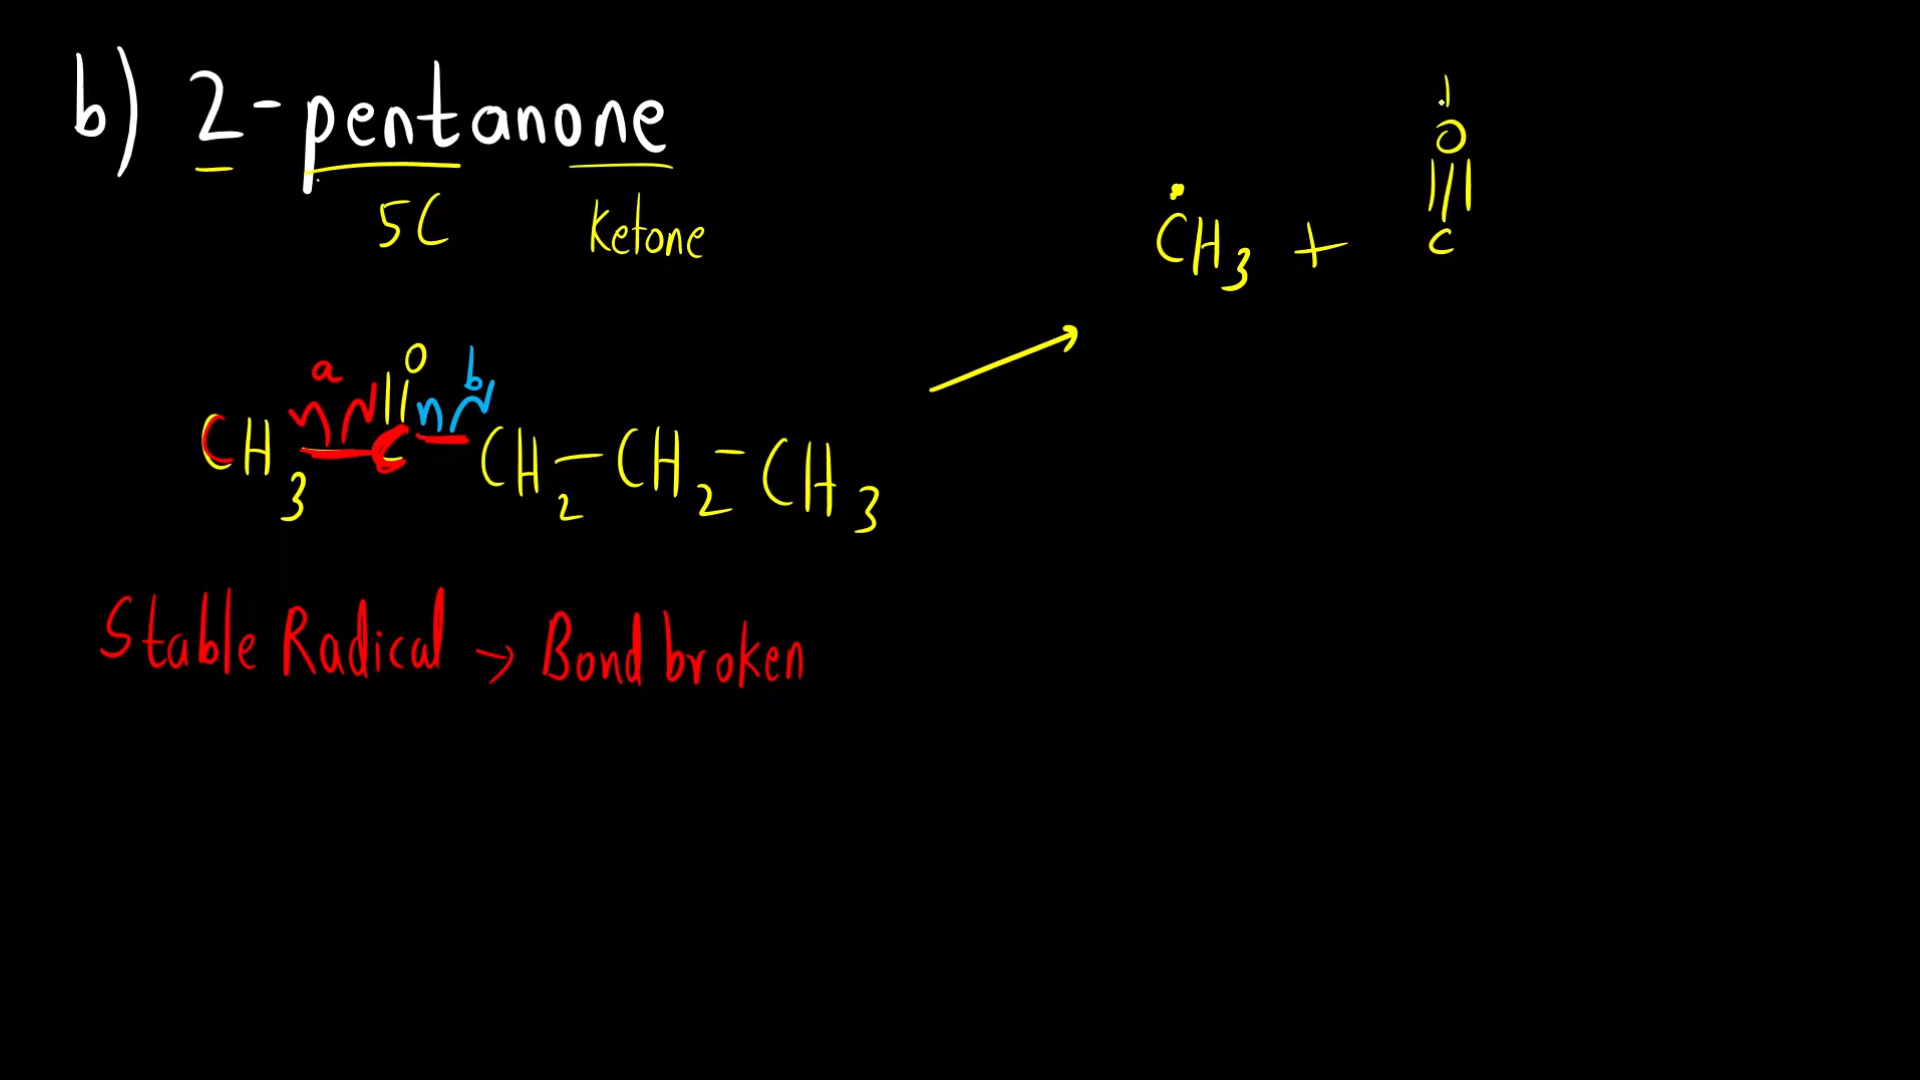 b) 2-pentanone
5C Ketone
ĊH3 +
O
|||
C
a O b
||
CH3-C-CH2-CH2-CH3
Stable Radical → Bond broken